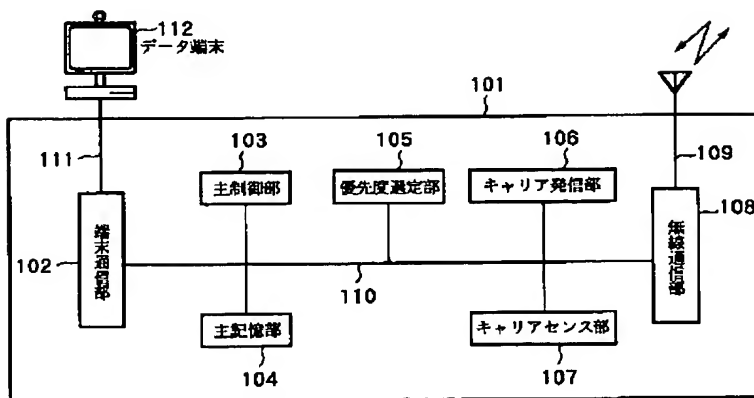 112
データ端末
101
103
105
106
111
109
主制御部
優先度選定部
キャリア発信部
108
端末通信部
無線通信部
102
110
主記憶部
キャリアセンス部
104
107